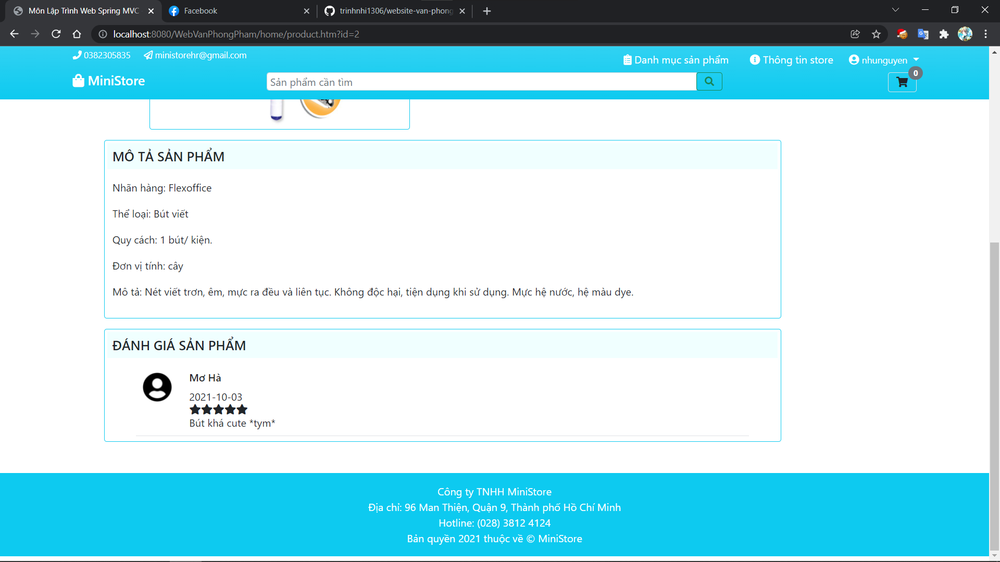 Môn Lập Trình Web Spring MVC
Facebook
trinhnhi1306/website-van-phong
localhost:8080/WebVanPhongPham/home/product.htm?id=2
0382305835 ministorehr@gmail.com
Danh mục sản phẩm Thông tin store nhunguyen
MiniStore
Sản phẩm cần tìm
0
MÔ TẢ SẢN PHẨM
Nhãn hàng: Flexoffice
Thể loại: Bút viết
Quy cách: 1 bút/ kiện.
Đơn vị tính: cây
Mô tả: Nét viết trơn, êm, mực ra đều và liên tục. Không độc hại, tiện dụng khi sử dụng. Mực hệ nước, hệ màu dye.
ĐÁNH GIÁ SẢN PHẨM
Mơ Hà
2021-10-03
Bút khá cute *tym*
Công ty TNHH MiniStore
Địa chỉ: 96 Man Thiện, Quận 9, Thành phố Hồ Chí Minh
Hotline: (028) 3812 4124
Bản quyền 2021 thuộc về © MiniStore